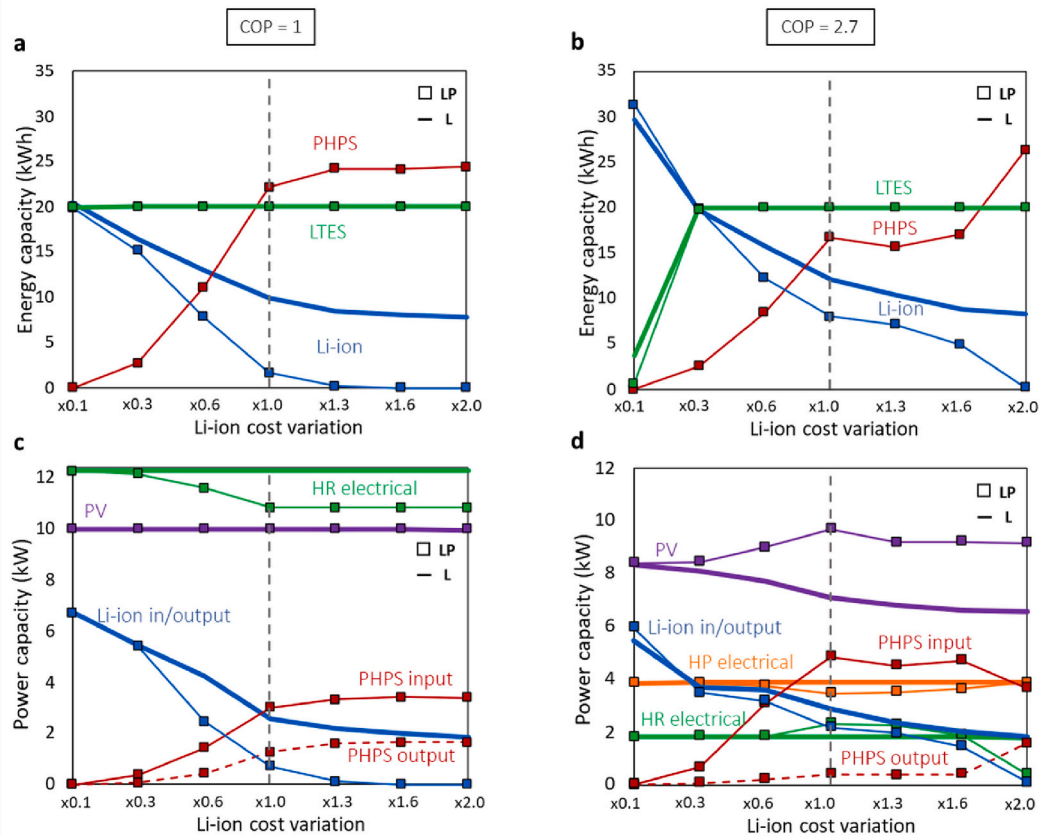 COP = 1
COP = 2.7
a
35
30
25
20
15
10
5
0
Energy capacity (kWh)
LP
L
PHPS
LTES
Li-ion
x0.1 x0.3 x0.6 x1.0 x1.3 x1.6 x2.0
Li-ion cost variation
b
35
30
25
20
15
10
5
0
Energy capacity (kWh)
LP
L
LTES
PHPS
Li-ion
x0.1 x0.3 x0.6 x1.0 x1.3 x1.6 x2.0
Li-ion cost variation
c
12
10
8
6
4
2
0
Power capacity (kW)
HR electrical
PV
LP
L
Li-ion in/output
PHPS input
PHPS output
x0.1 x0.3 x0.6 x1.0 x1.3 x1.6 x2.0
Li-ion cost variation
d
12
10
8
6
4
2
0
Power capacity (kW)
LP
L
PV
Li-ion in/output
PHPS input
HP electrical
HR electrical
PHPS output
x0.1 x0.3 x0.6 x1.0 x1.3 x1.6 x2.0
Li-ion cost variation